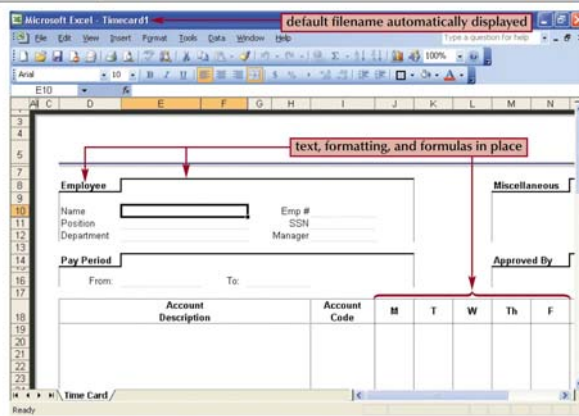 Microsoft Excel - Timecard1
default filename automatically displayed
File Edit View Insert Format Tools Data Window Help
Type a question for help
100%
Arial 10 B I U
E10 fx
A C D E F G H I J K L M N
3
4
text, formatting, and formulas in place
5
7
8 Employee Miscellaneous
9
10 Name Emp #
11 Position SSN
12 Department Manager
13
14 Pay Period Approved By
15
16 From: To:
17
Account Account
18 Description Code M T W Th F
19
20
21
22
23
Time Card
Ready